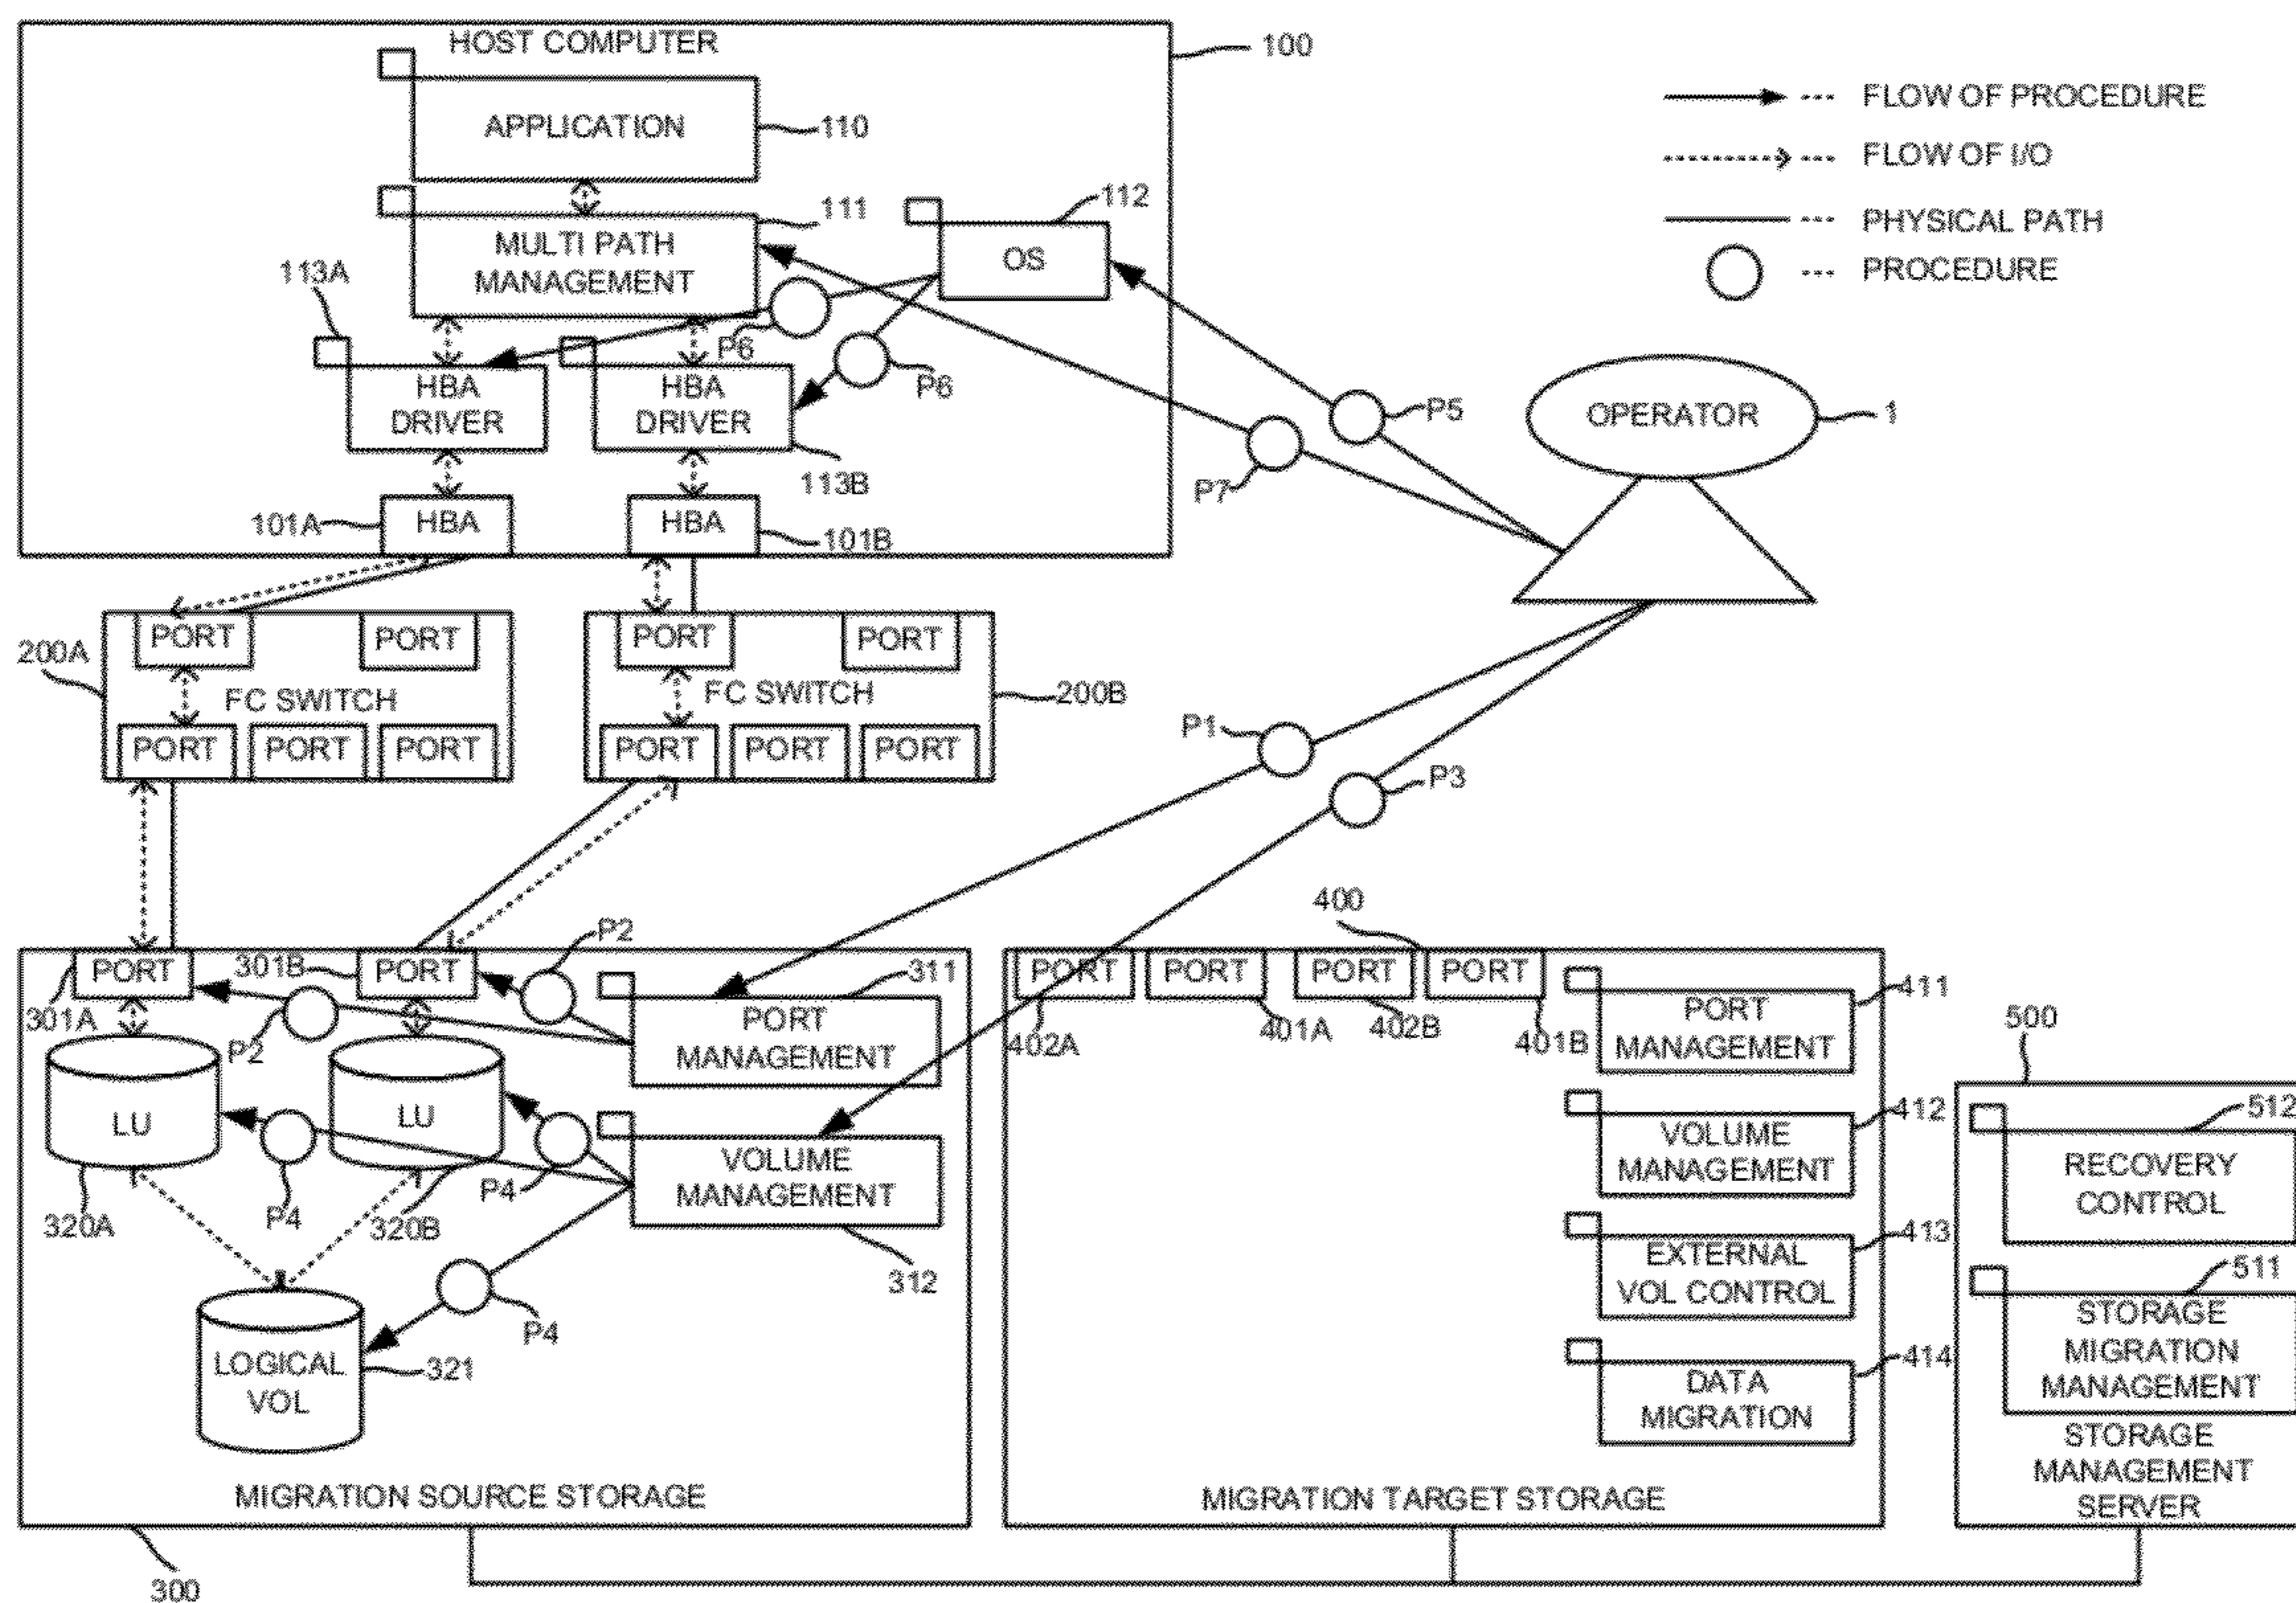 HOST COMPUTER
100
APPLICATION
110
111
MULTI PATH
MANAGEMENT
112
OS
113A
P6
P6
HBA
DRIVER
HBA
DRIVER
113B
101A
HBA
HBA
101B
--- FLOW OF PROCEDURE
--- FLOW OF I/O
--- PHYSICAL PATH
--- PROCEDURE
P5
P7
OPERATOR
1
200A
PORT
PORT
FC SWITCH
PORT
PORT
PORT
PORT
PORT
FC SWITCH
PORT
PORT
PORT
200B
P1
P3
PORT
301A
301B
PORT
P2
P2
311
PORT
MANAGEMENT
LU
LU
320A
P4
320B
P4
VOLUME
MANAGEMENT
312
P4
LOGICAL
VOL
321
MIGRATION SOURCE STORAGE
300
400
PORT
PORT
PORT
PORT
402A
401A
402B
401B
PORT
MANAGEMENT
411
VOLUME
MANAGEMENT
412
EXTERNAL
VOL CONTROL
413
DATA
MIGRATION
414
MIGRATION TARGET STORAGE
500
512
RECOVERY
CONTROL
511
STORAGE
MIGRATION
MANAGEMENT
STORAGE
MANAGEMENT
SERVER